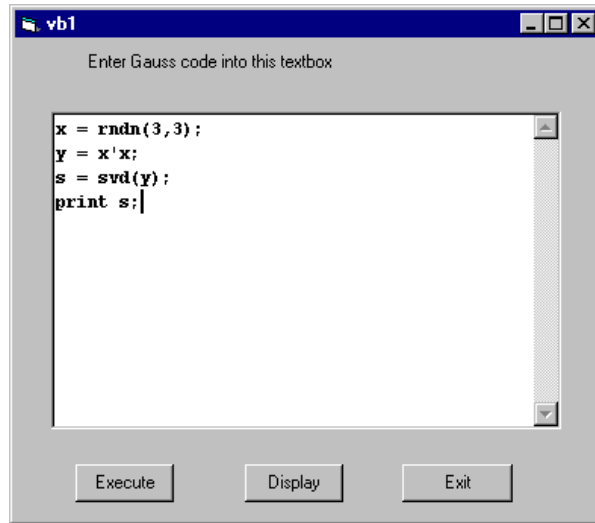 vb1
Enter Gauss code into this textbox
x = rndn(3,3);
y = x'x;
s = svd(y);
print s;
Execute Display Exit